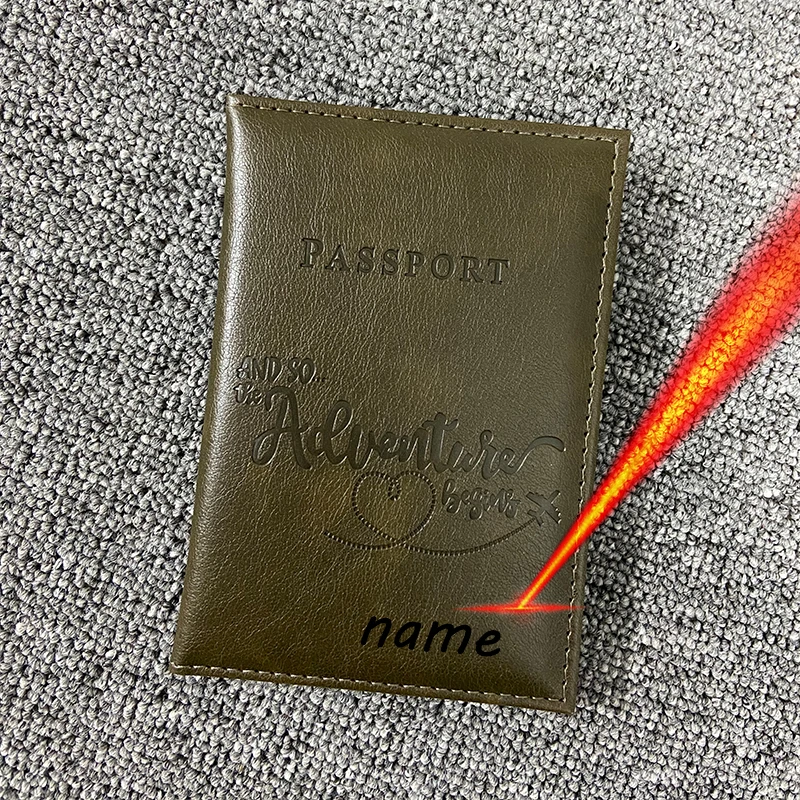 PASSPORT
AND SO...
the Adventure
begins
name